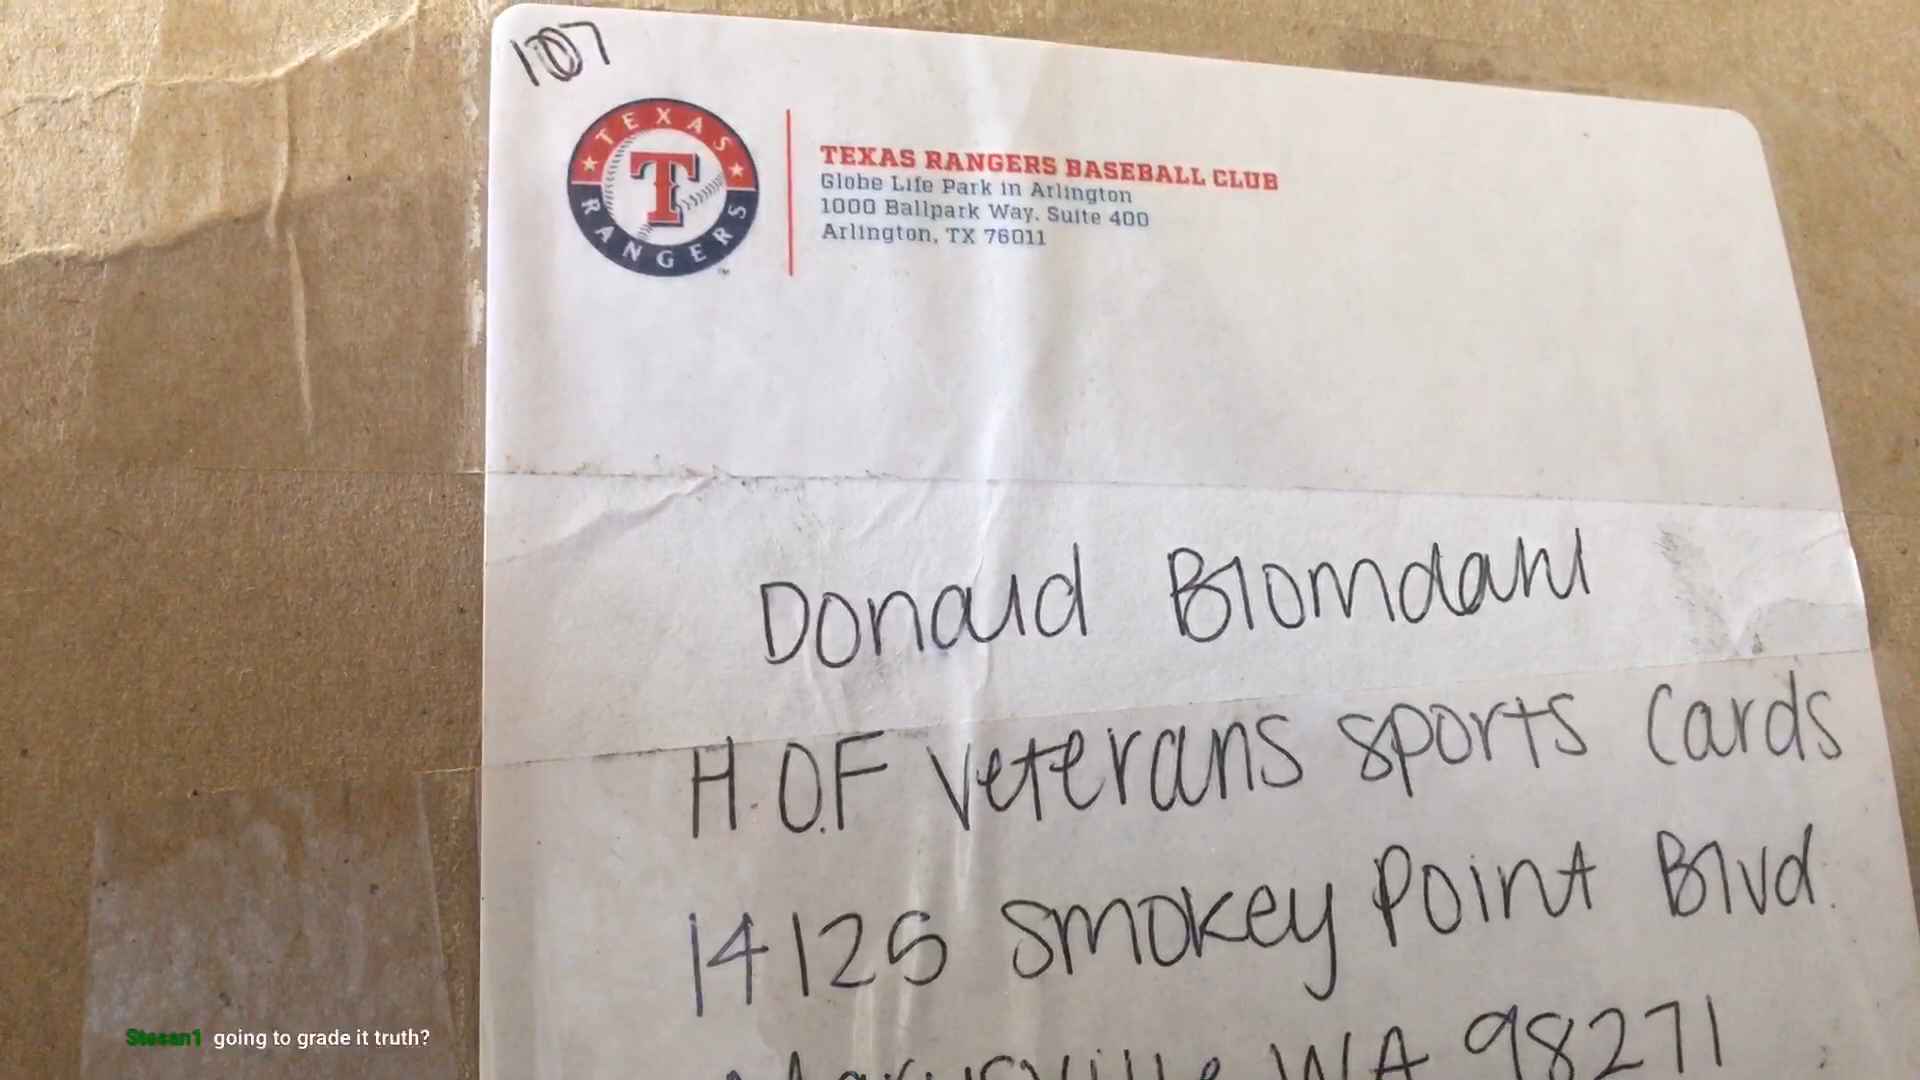 107
TEXAS RANGERS
T
TEXAS RANGERS BASEBALL CLUB
Globe Life Park in Arlington
1000 Ballpark Way, Suite 400
Arlington, TX 76011
Donald Blomdahl
H.O.F Veterans sports Cards
14125 Smokey Point Blvd.
Marysville WA 98271
Stesan1 going to grade it truth?